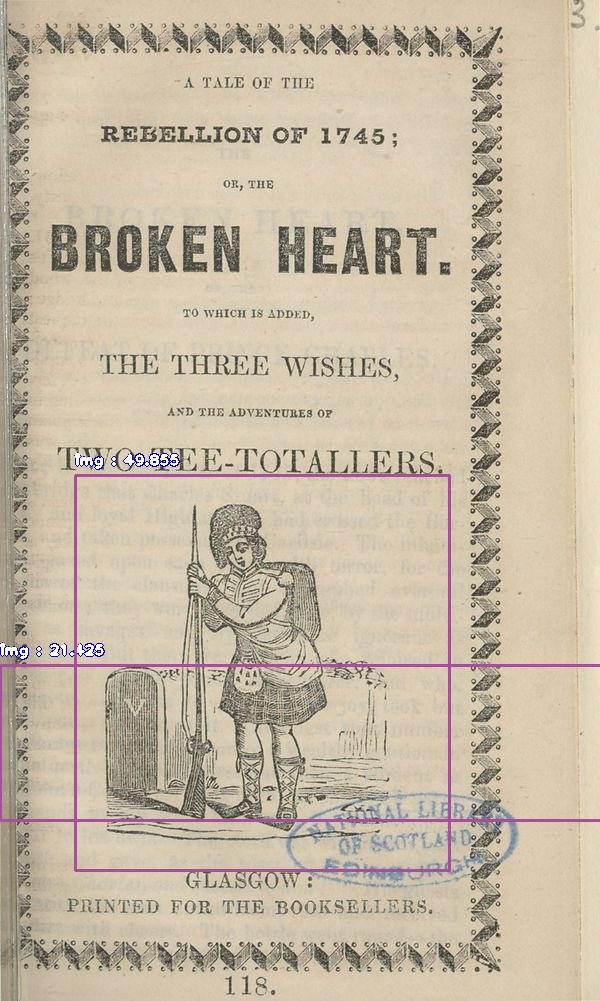 3
A TALE OF THE
REBELLION OF 1745;
OR, THE
BROKEN HEART.
TO WHICH IS ADDED,
THE THREE WISHES,
AND THE ADVENTURES OF
TWO TEE-TOTALLERS.
img : 49.855
img : 21.425
V
NATIONAL LIBRARY
OF SCOTLAND
EDINBURGH
GLASGOW:
PRINTED FOR THE BOOKSELLERS.
118.